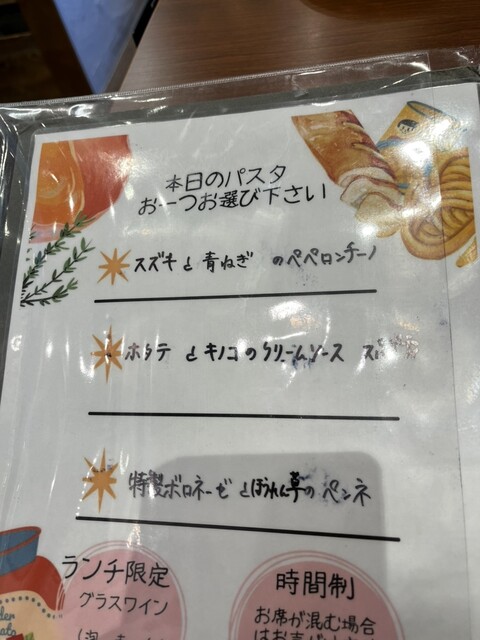 本日のパスタ
お一つお選び下さい
スズキと青ねぎ のペペロンチーノ
ホタテとキノコのクリームソース
特製ボロネーゼとほうれん草のペンネ
ランチ限定
グラスワイン
時間制
お席が混む場合